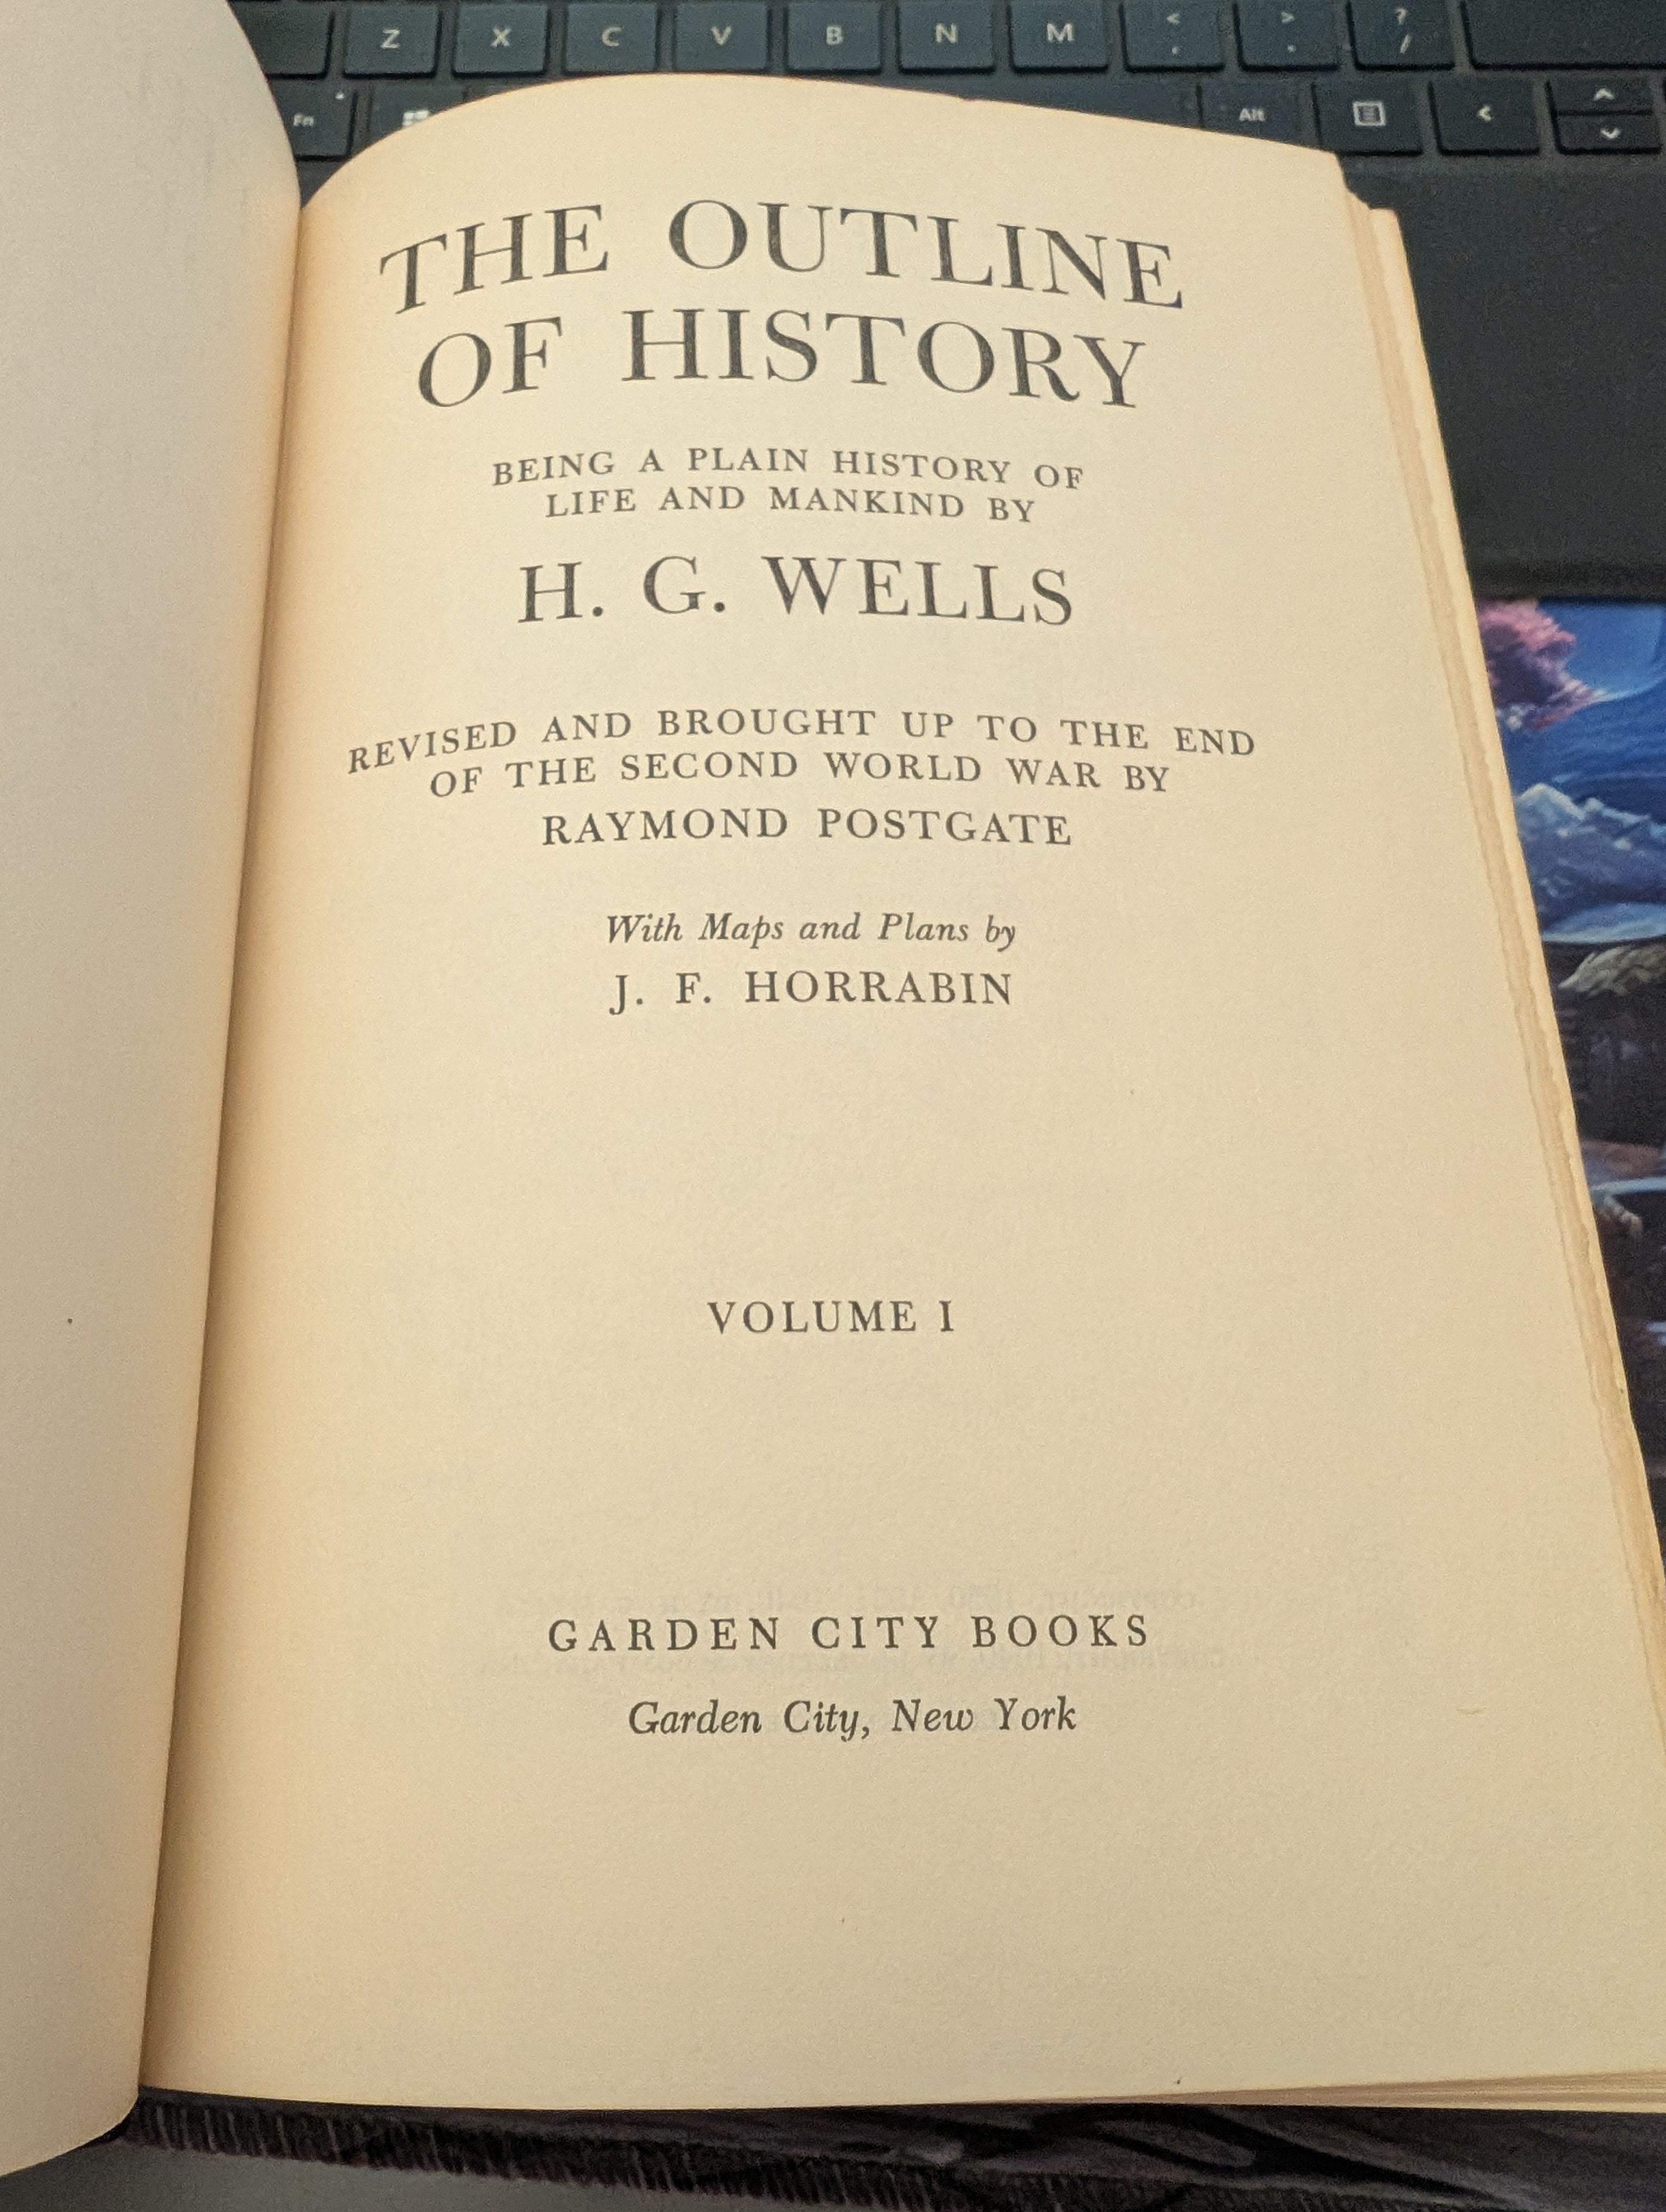 Z X C V B N M < , > . ? /
Fn Alt < ^
THE OUTLINE
OF HISTORY
BEING A PLAIN HISTORY OF
LIFE AND MANKIND BY
H. G. WELLS
REVISED AND BROUGHT UP TO THE END
OF THE SECOND WORLD WAR BY
RAYMOND POSTGATE
With Maps and Plans by
J. F. HORRABIN
VOLUME I
GARDEN CITY BOOKS
Garden City, New York